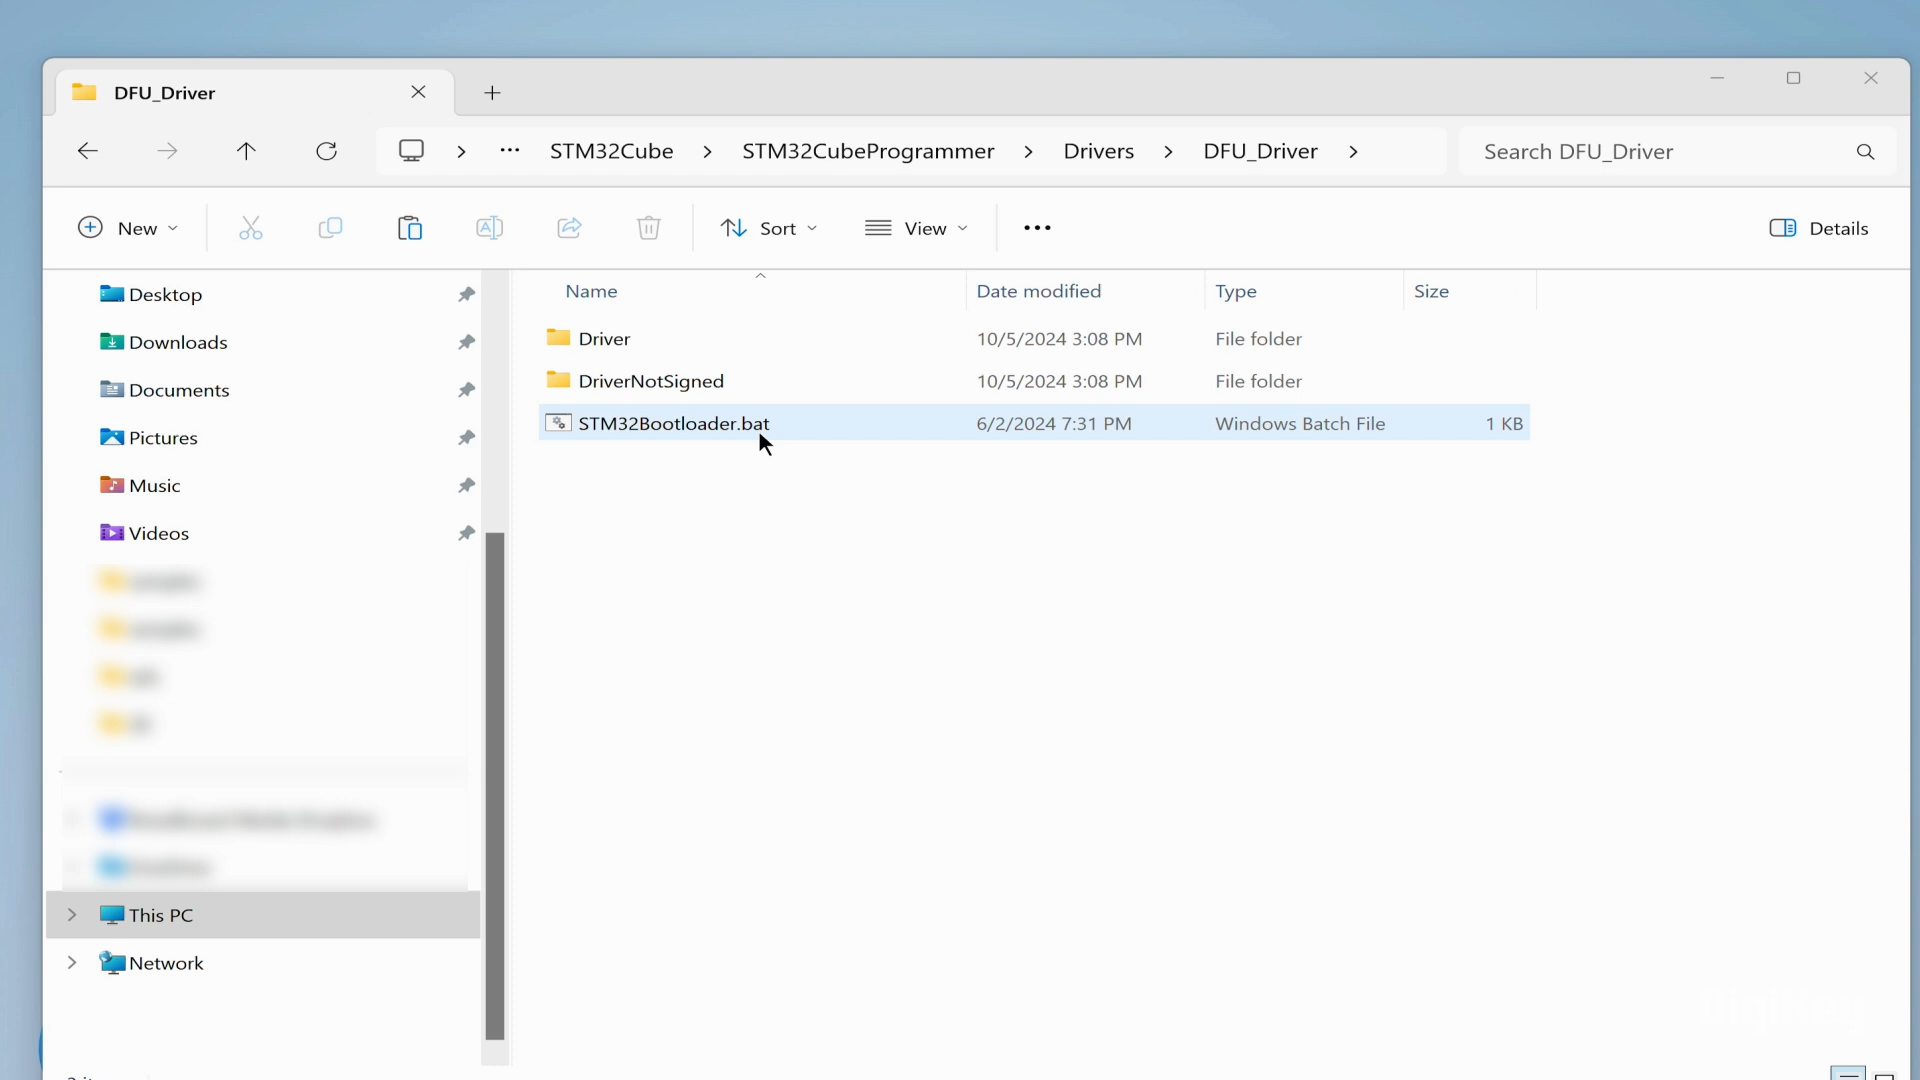 DFU_Driver
STM32Cube STM32CubeProgrammer Drivers DFU_Driver
Search DFU_Driver
New
Sort
View
Details
Desktop
Downloads
Documents
Pictures
Music
Videos
This PC
Network
Name Date modified Type Size
Driver 10/5/2024 3:08 PM File folder
DriverNotSigned 10/5/2024 3:08 PM File folder
STM32Bootloader.bat 6/2/2024 7:31 PM Windows Batch File 1 KB